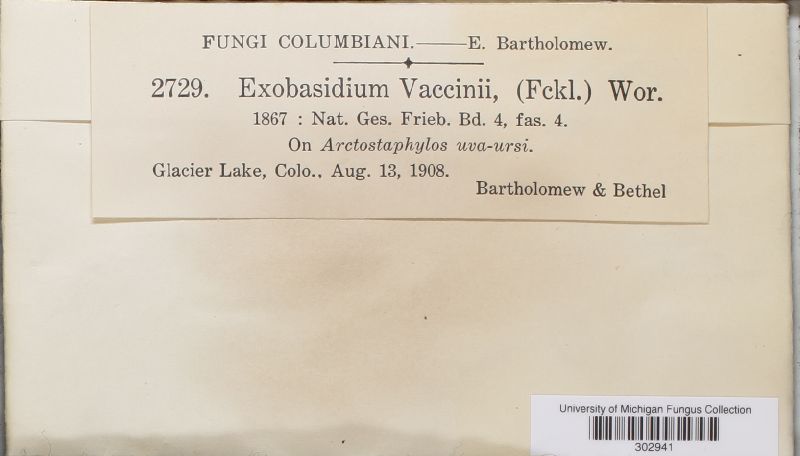 FUNGI COLUMBIANI.——E. Bartholomew.
2729. Exobasidium Vaccinii, (Fckl.) Wor.
1867 : Nat. Ges. Frieb. Bd. 4, fas. 4.
On Arctostaphylos uva-ursi.
Glacier Lake, Colo., Aug. 13, 1908.
Bartholomew & Bethel
University of Michigan Fungus Collection
302941